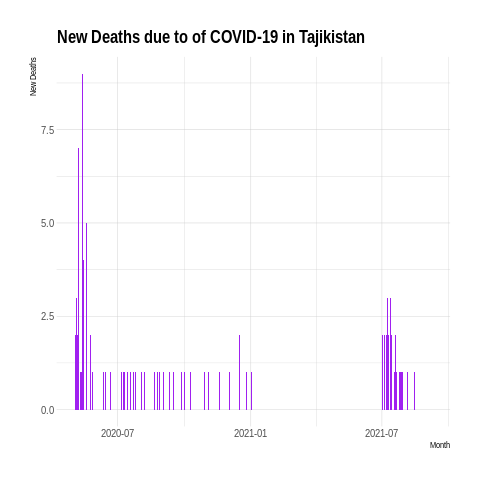 New Deaths due to of COVID-19 in Tajikistan
New Deaths
7.5
5.0
2.5
0.0
2020-07
2021-01
2021-07
Month